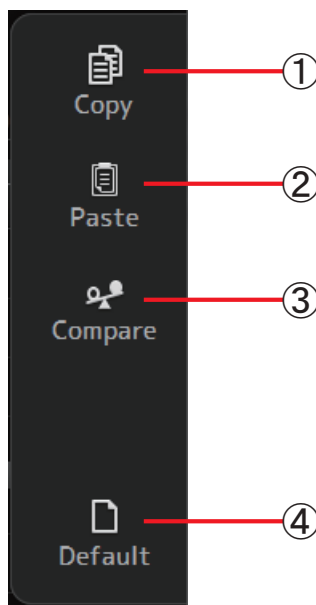 Copy ①
Paste ②
Compare ③
Default ④